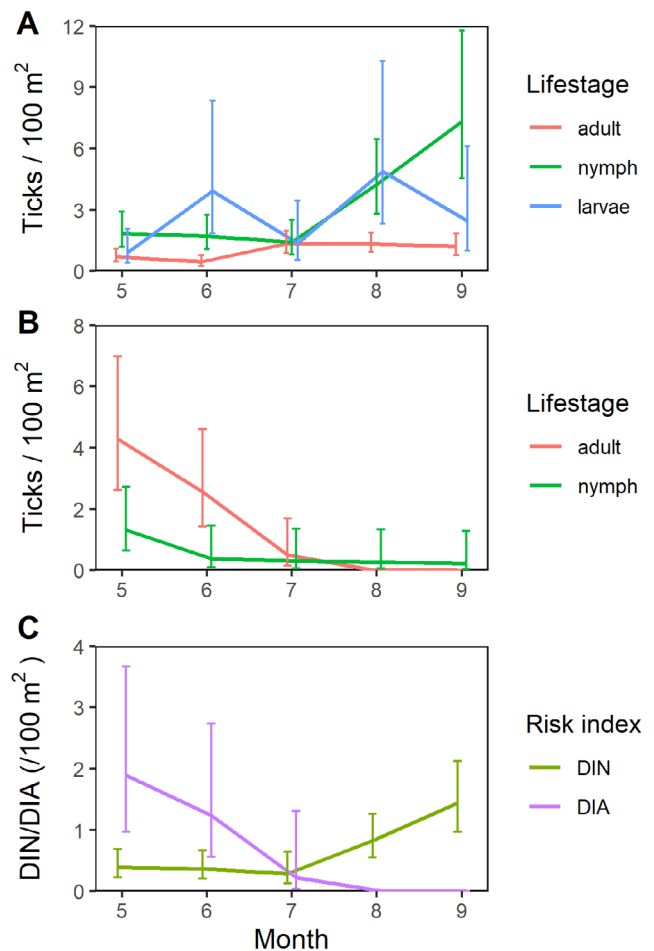 A
Ticks / 100 m²
12
9
6
3
0
5 6 7 8 9
Lifestage
adult
nymph
larvae
B
Ticks / 100 m²
8
6
4
2
0
5 6 7 8 9
Lifestage
adult
nymph
C
DIN/DIA (/100 m²)
4
3
2
1
0
5 6 7 8 9
Month
Risk index
DIN
DIA